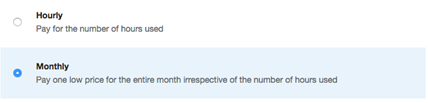 Hourly
Pay for the number of hours used
Monthly
Pay one low price for the entire month irrespective of the number of hours used